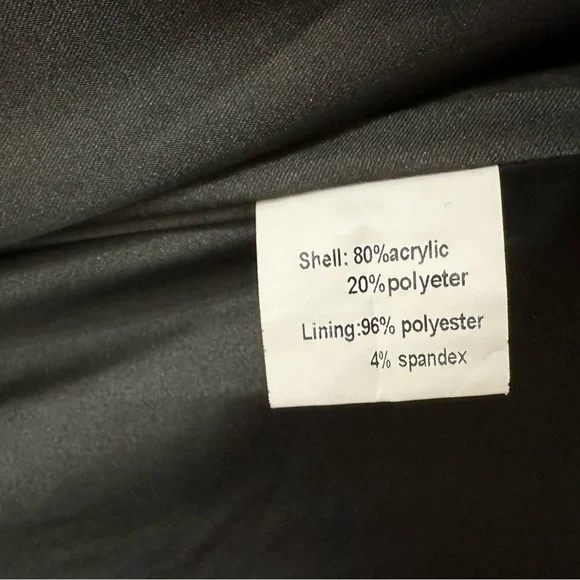 Shell: 80%acrylic
20%polyeter
Lining:96% polyester
4% spandex